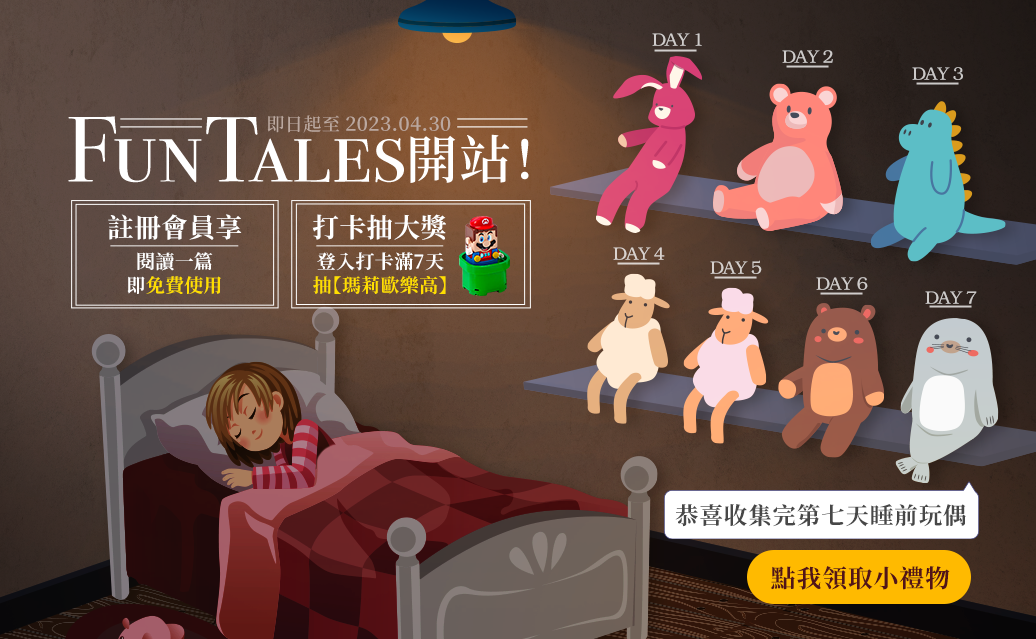 即日起至 2023.04.30
FUNTALES開站!
註冊會員享
閱讀一篇
即免費使用
打卡抽大獎
登入打卡滿7天
抽【瑪莉歐樂高】
DAY 1
DAY 2
DAY 3
DAY 4
DAY 5
DAY 6
DAY 7
恭喜收集完第七天睡前玩偶
點我領取小禮物